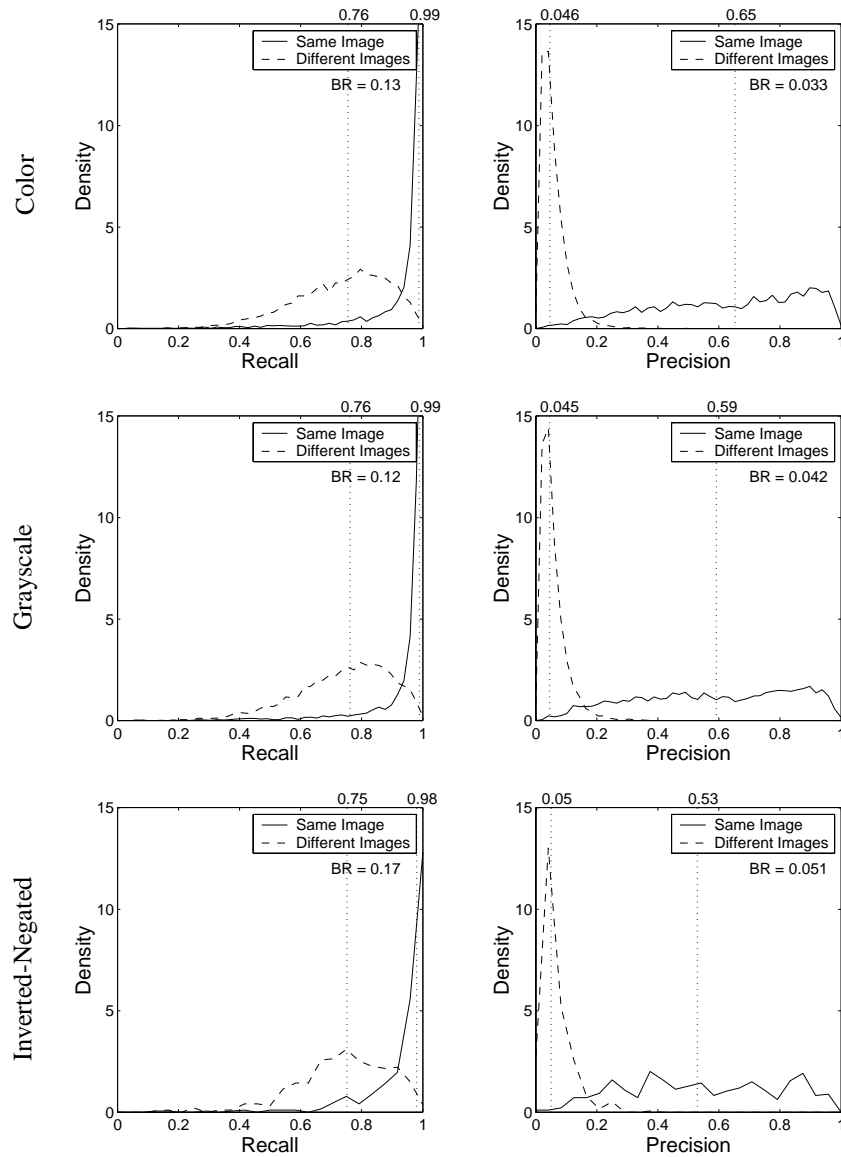 0.76 0.99
Same Image
Different Images
BR = 0.13
15
10
5
0
0 0.2 0.4 0.6 0.8 1
Density
Recall
Color
0.046 0.65
Same Image
Different Images
BR = 0.033
15
10
5
0
0 0.2 0.4 0.6 0.8 1
Density
Precision
0.76 0.99
Same Image
Different Images
BR = 0.12
15
10
5
0
0 0.2 0.4 0.6 0.8 1
Density
Recall
Grayscale
0.045 0.59
Same Image
Different Images
BR = 0.042
15
10
5
0
0 0.2 0.4 0.6 0.8 1
Density
Precision
0.75 0.98
Same Image
Different Images
BR = 0.17
15
10
5
0
0 0.2 0.4 0.6 0.8 1
Density
Recall
Inverted-Negated
0.05 0.53
Same Image
Different Images
BR = 0.051
15
10
5
0
0 0.2 0.4 0.6 0.8 1
Density
Precision